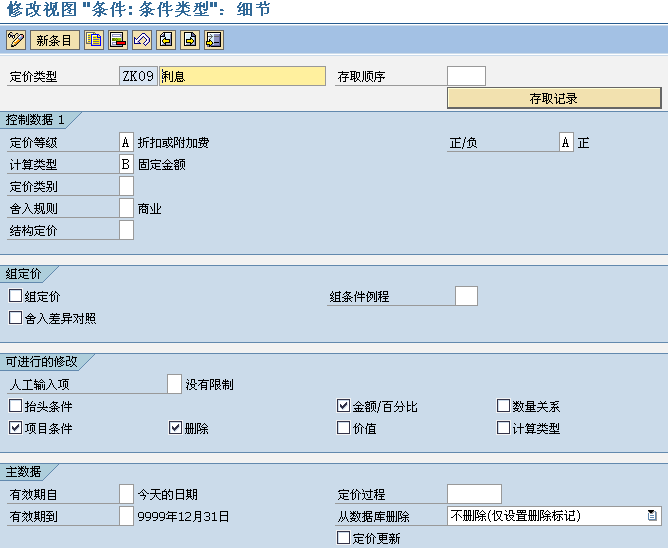 修改视图 "条件: 条件类型": 细节
新条目
定价类型 ZK09 利息 存取顺序
存取记录
控制数据 1
定价等级 A 折扣或附加费 正/负 A 正
计算类型 B 固定金额
定价类别
舍入规则 商业
结构定价
组定价
组定价 组条件例程
舍入差异对照
可进行的修改
人工输入项 没有限制
抬头条件 金额/百分比 数量关系
项目条件 删除 价值 计算类型
主数据
有效期自 今天的日期 定价过程
有效期到 9999年12月31日 从数据库删除 不删除(仅设置删除标记)
定价更新